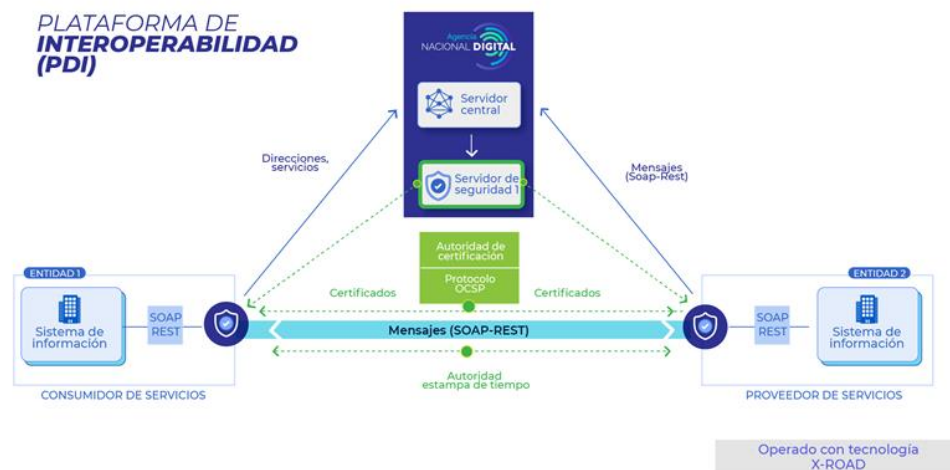 PLATAFORMA DE
INTEROPERABILIDAD
(PDI)
Agencia
NACIONAL DIGITAL
Servidor
central
Direcciones,
servicios
Mensajes
(Soap-Rest)
Servidor de
seguridad 1
Autoridad de
certificación
Protocolo
OCSP
ENTIDAD 1
ENTIDAD 2
Certificados
Certificados
Sistema de
información
SOAP
REST
Mensajes (SOAP-REST)
SOAP
REST
Sistema de
información
Autoridad
estampa de tiempo
CONSUMIDOR DE SERVICIOS
PROVEEDOR DE SERVICIOS
Operado con tecnología
X-ROAD